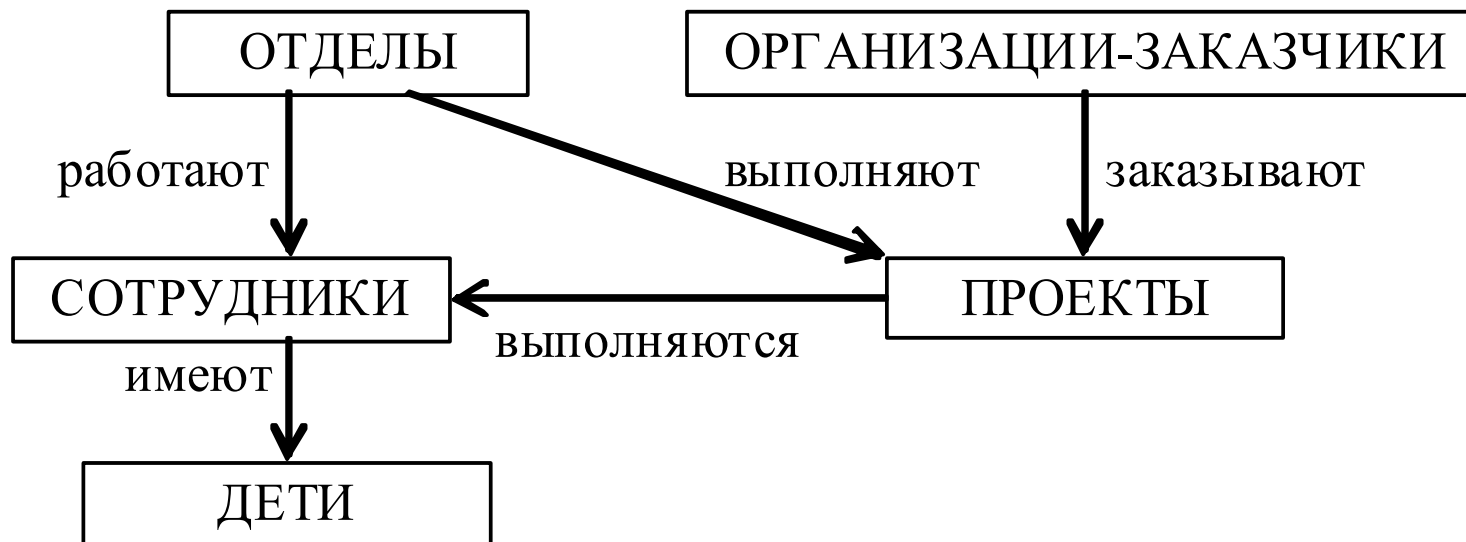 ОТДЕЛЫ
ОРГАНИЗАЦИИ-ЗАКАЗЧИКИ
работают
выполняют
заказывают
СОТРУДНИКИ
ПРОЕКТЫ
выполняются
имеют
ДЕТИ